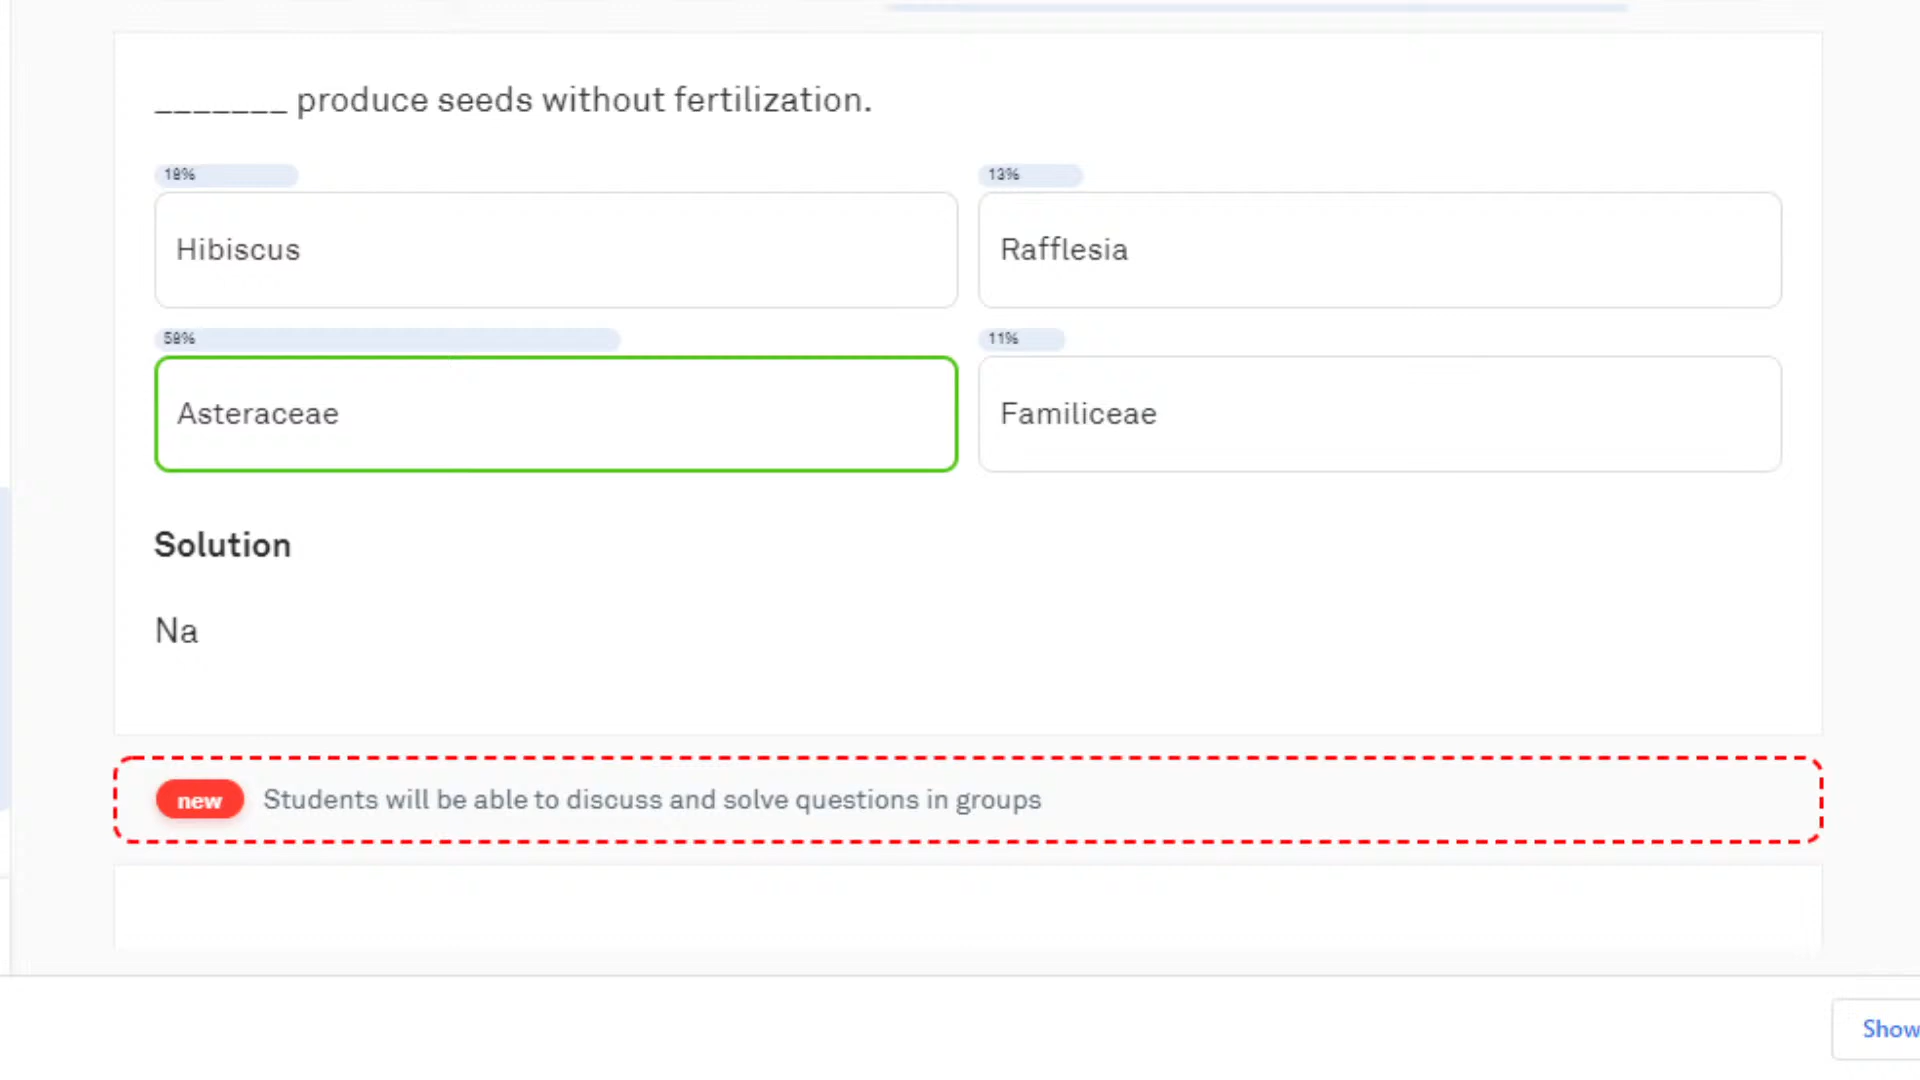 _______ produce seeds without fertilization.
18% 13%
Hibiscus Rafflesia
58% 11%
Asteraceae Familiceae
Solution
Na
new Students will be able to discuss and solve questions in groups
Show